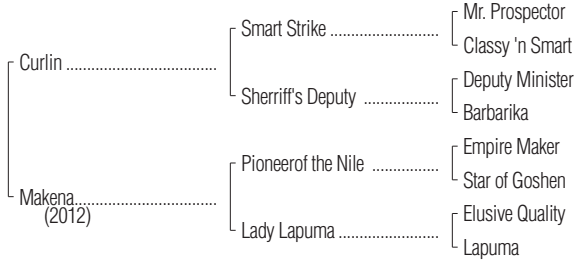 Mr. Prospector
Smart Strike ................................
Classy 'n Smart
Curlin ..................................
Deputy Minister
Sherriff's Deputy ......................
Barbarika
Empire Maker
Pioneerof the Nile ....................
Star of Goshen
Makena................................
(2012)
Elusive Quality
Lady Lapuma .............................
Lapuma